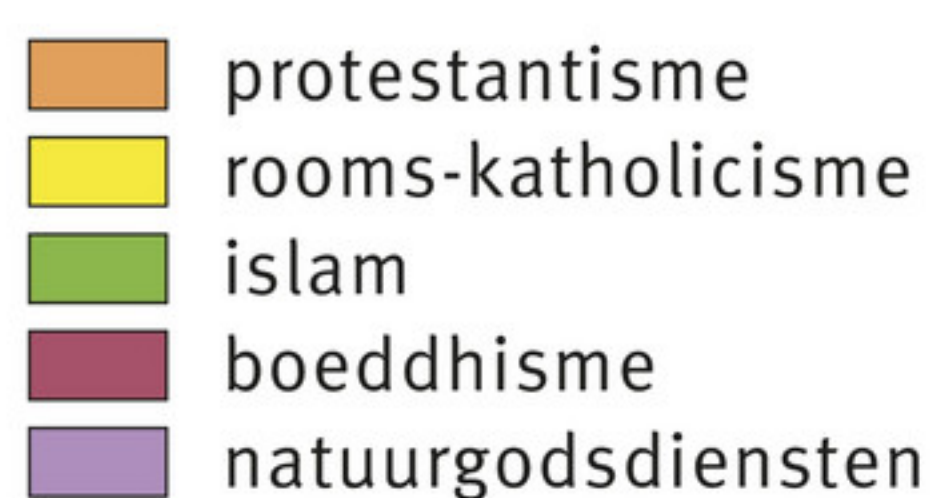 protestantisme
rooms-katholicisme
islam
boeddhisme
natuurgodsdiensten